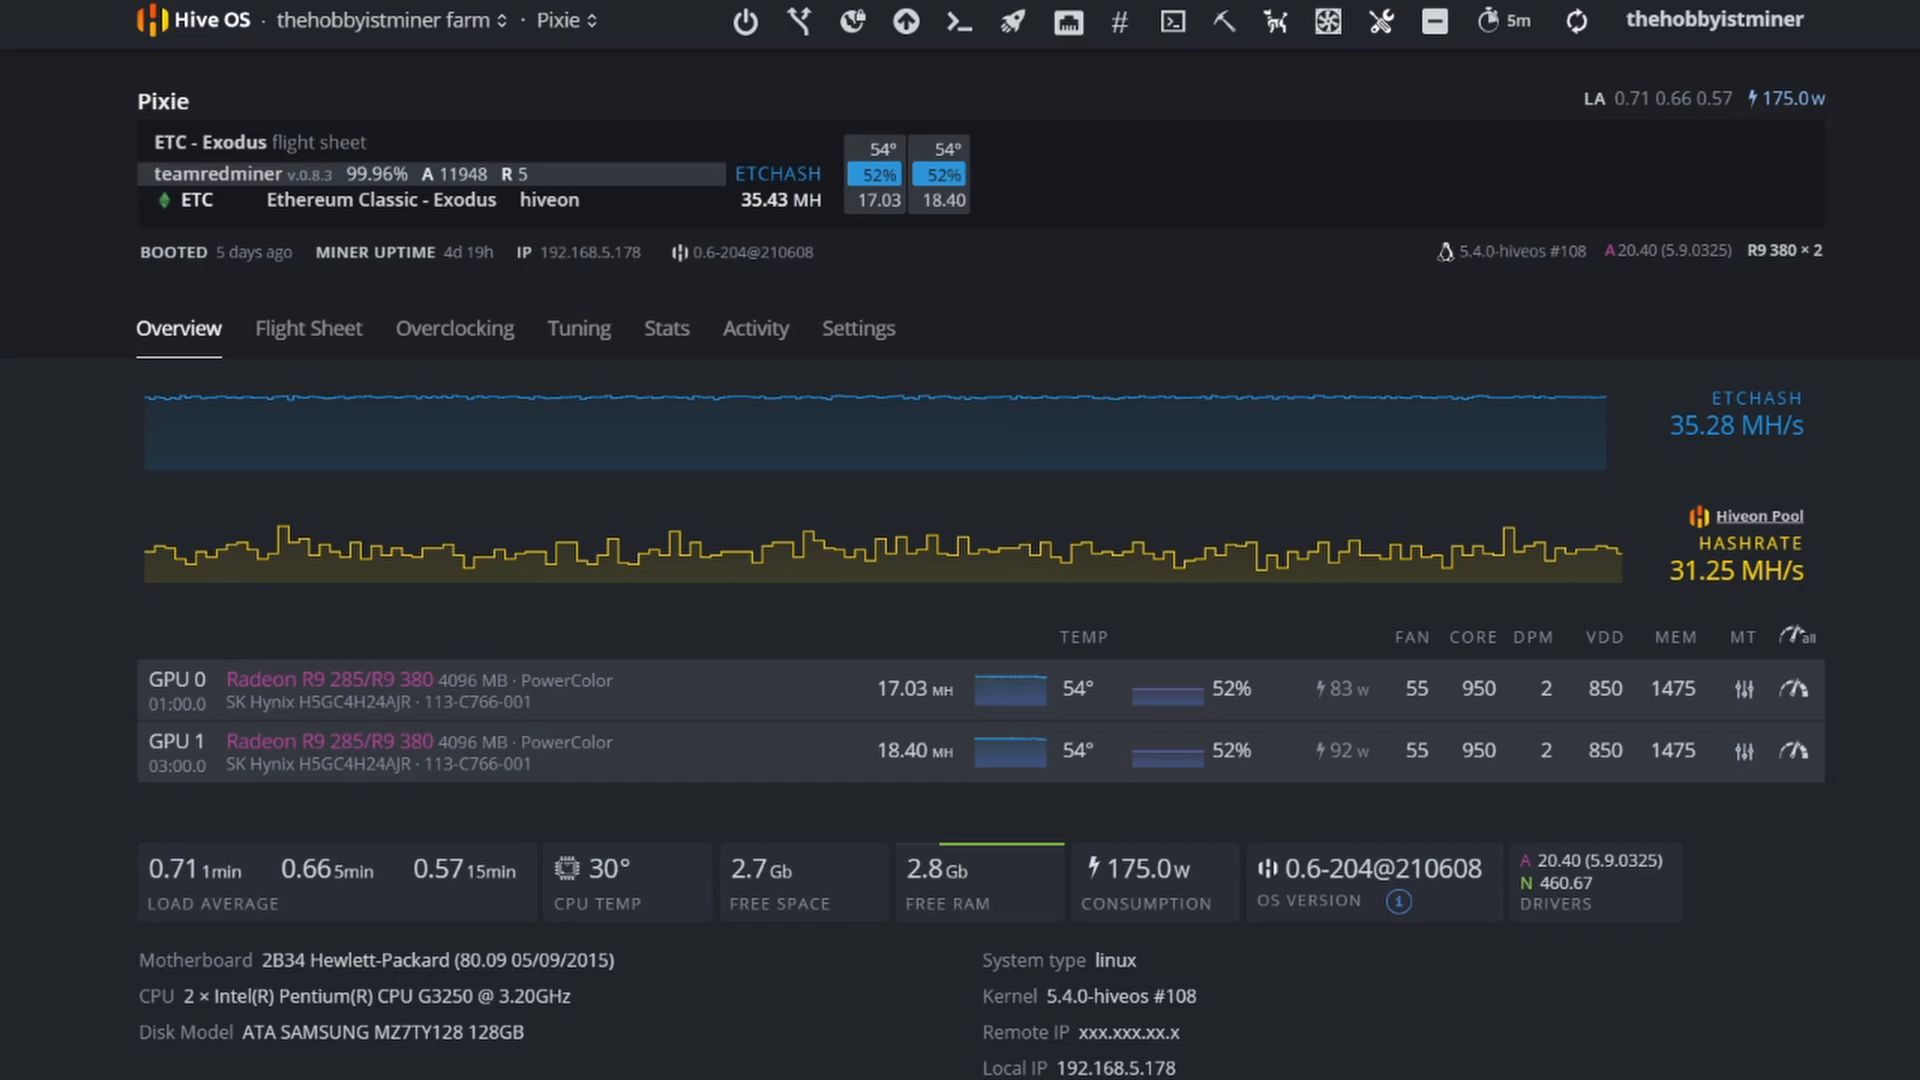 Hive OS · thehobbyistminer farm · Pixie
# 5m thehobbyistminer
Pixie
LA 0.71 0.66 0.57 175.0w
ETC - Exodus flight sheet
teamredminer v.0.8.3 99.96% A 11948 R 5 ETCHASH
ETC Ethereum Classic - Exodus hiveon 35.43 MH
54° 54°
52% 52%
17.03 18.40
BOOTED 5 days ago MINER UPTIME 4d 19h IP 192.168.5.178 0.6-204@210608
5.4.0-hiveos #108 A 20.40 (5.9.0325) R9 380 × 2
Overview Flight Sheet Overclocking Tuning Stats Activity Settings
ETCHASH
35.28 MH/s
Hiveon Pool
HASHRATE
31.25 MH/s
TEMP FAN CORE DPM VDD MEM MT all
GPU 0 Radeon R9 285/R9 380 4096 MB · PowerColor 17.03 MH 54° 52% 83 w 55 950 2 850 1475
01:00.0 SK Hynix H5GC4H24AJR · 113-C766-001
GPU 1 Radeon R9 285/R9 380 4096 MB · PowerColor 18.40 MH 54° 52% 92 w 55 950 2 850 1475
03:00.0 SK Hynix H5GC4H24AJR · 113-C766-001
0.71 1min 0.66 5min 0.57 15min
LOAD AVERAGE
30°
CPU TEMP
2.7 Gb
FREE SPACE
2.8 Gb
FREE RAM
175.0w
CONSUMPTION
0.6-204@210608
OS VERSION
A 20.40 (5.9.0325)
N 460.67
DRIVERS
Motherboard 2B34 Hewlett-Packard (80.09 05/09/2015)
CPU 2 × Intel(R) Pentium(R) CPU G3250 @ 3.20GHz
Disk Model ATA SAMSUNG MZ7TY128 128GB
System type linux
Kernel 5.4.0-hiveos #108
Remote IP xxx.xxx.xx.x
Local IP 192.168.5.178